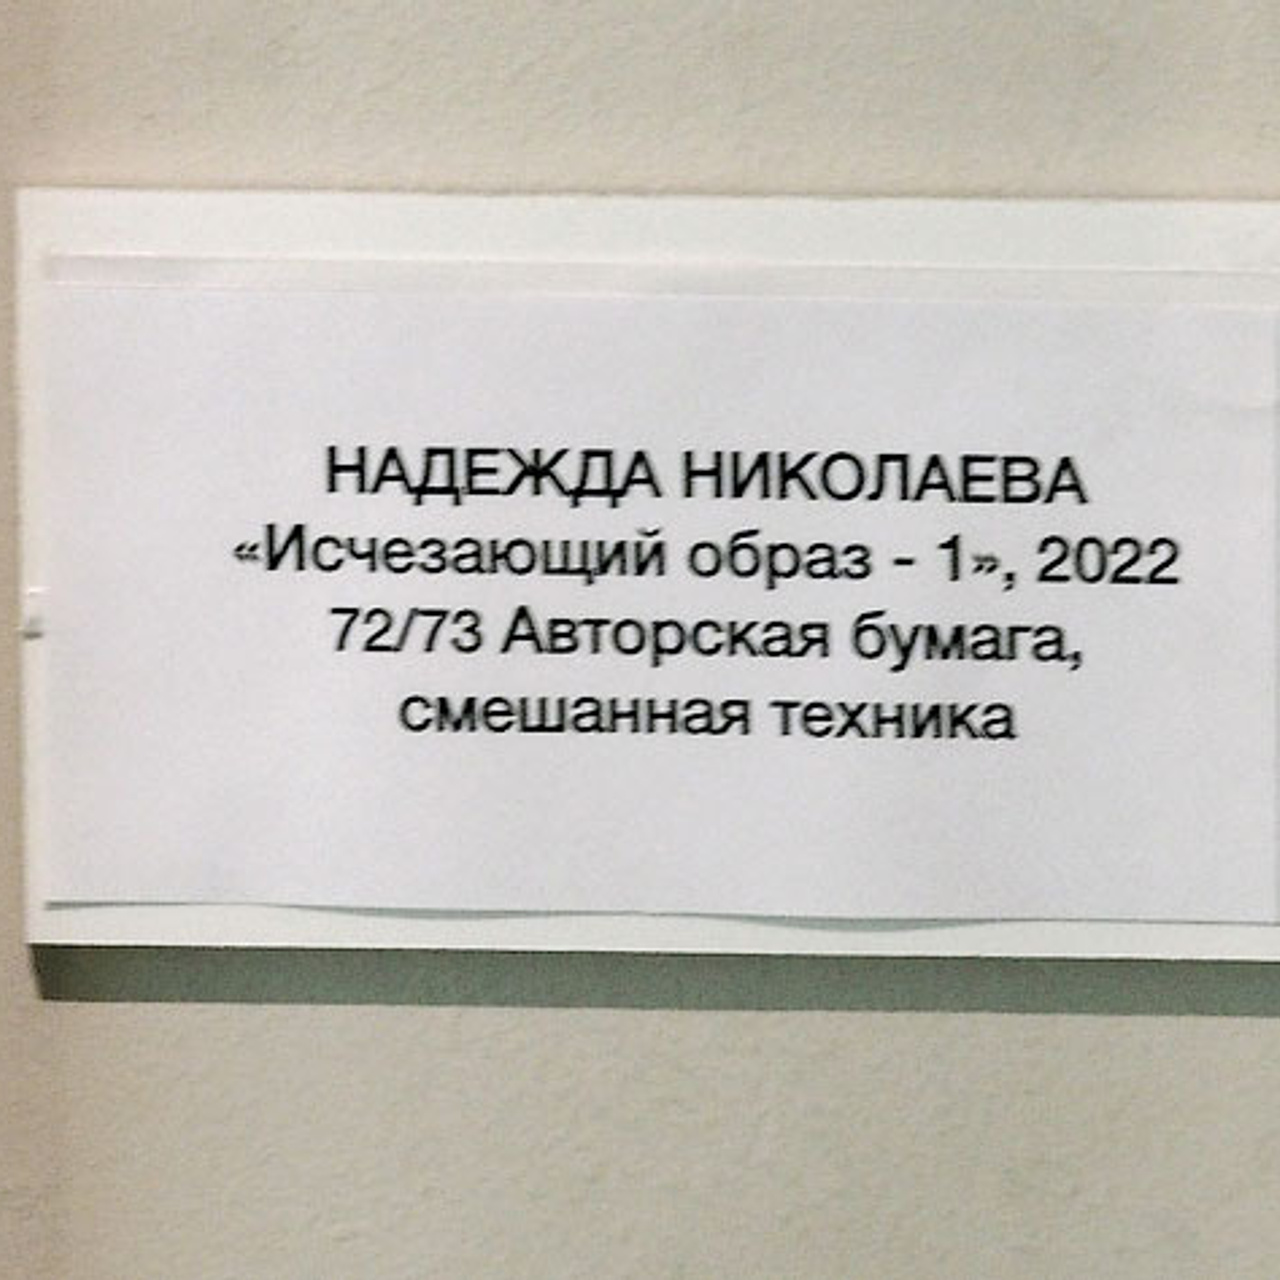 НАДЕЖДА НИКОЛАЕВА
«Исчезающий образ - 1», 2022
72/73 Авторская бумага,
смешанная техника